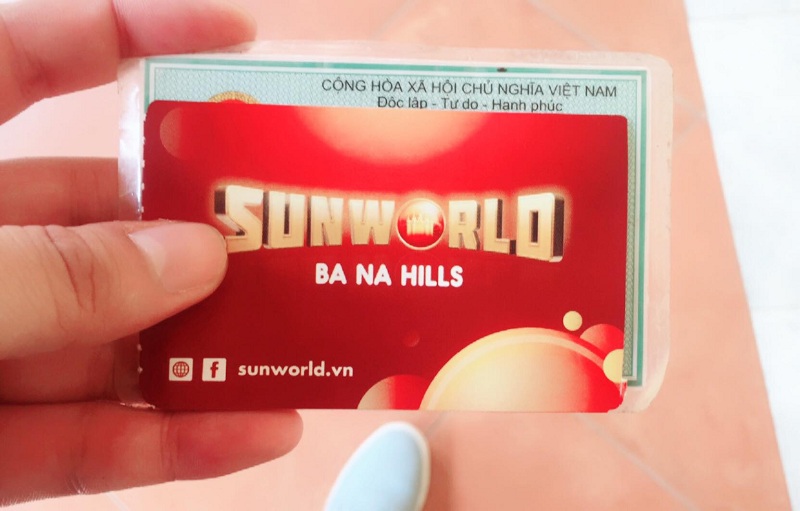 CỘNG HÒA XÃ HỘI CHỦ NGHĨA VIỆT NAM
Độc lập - Tự do - Hạnh phúc
SUNWORLD
BA NA HILLS
sunworld.vn